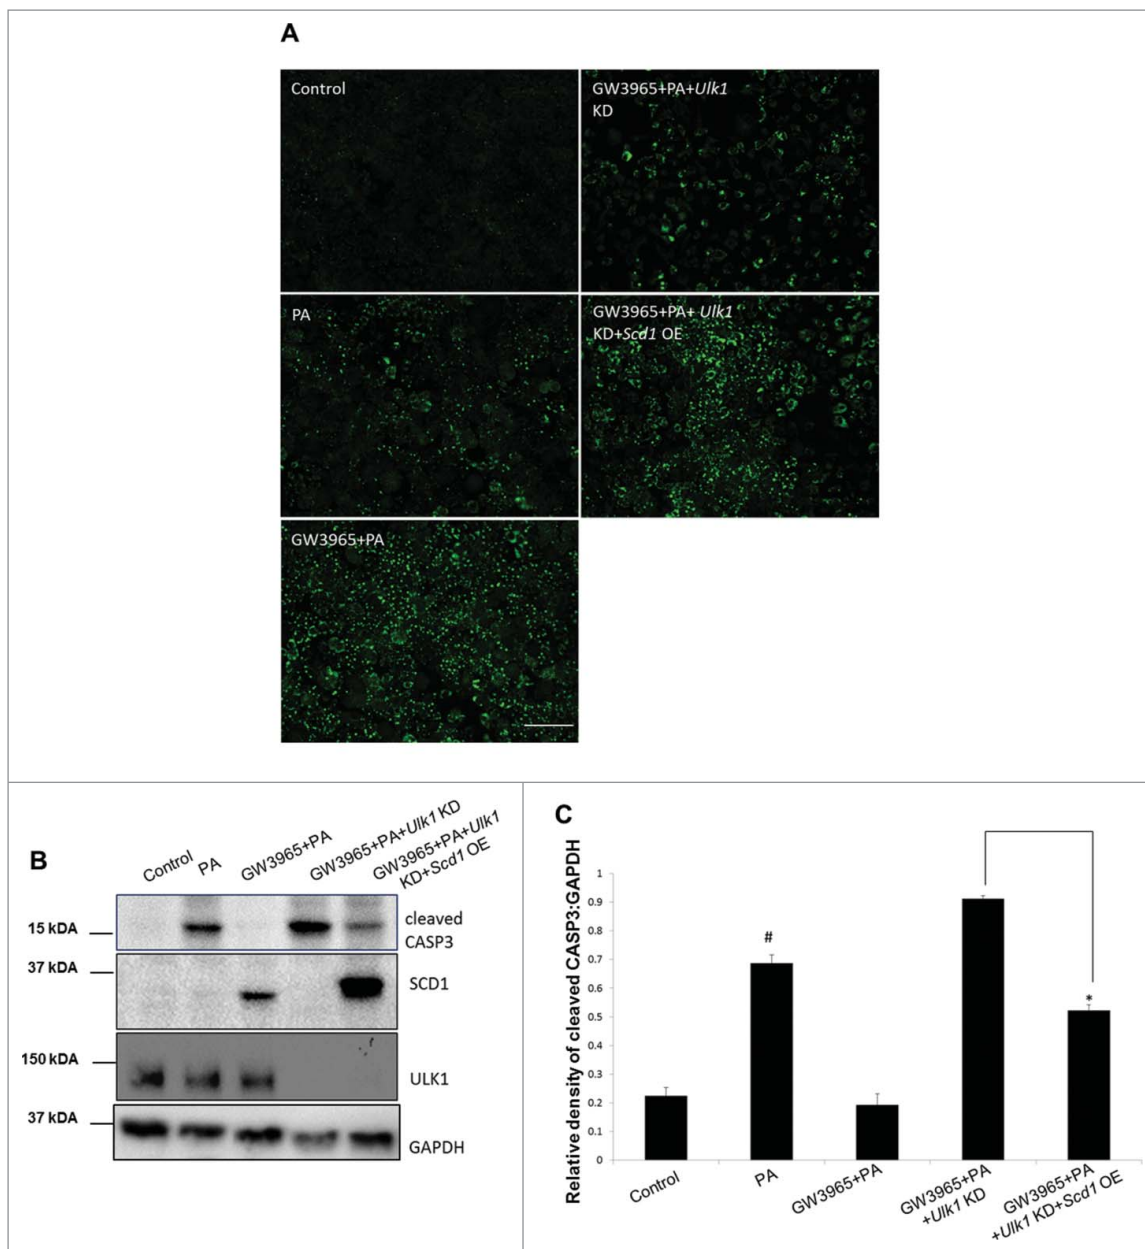 A
Control
GW3965+PA+Ulk1
KD
PA
GW3965+PA+ Ulk1
KD+Scd1 OE
GW3965+PA
B
Control
PA
GW3965+PA
GW3965+PA+Ulk1 KD
GW3965+PA+Ulk1
KD+Scd1 OE
15 kDA
cleaved
CASP3
37 kDA
SCD1
150 kDA
ULK1
37 kDA
GAPDH
C
Relative density of cleaved CASP3:GAPDH
1
0.9
0.8
0.7
0.6
0.5
0.4
0.3
0.2
0.1
0
#
*
Control
PA
GW3965+PA
GW3965+PA
+Ulk1 KD
GW3965+PA
+Ulk1 KD+Scd1 OE